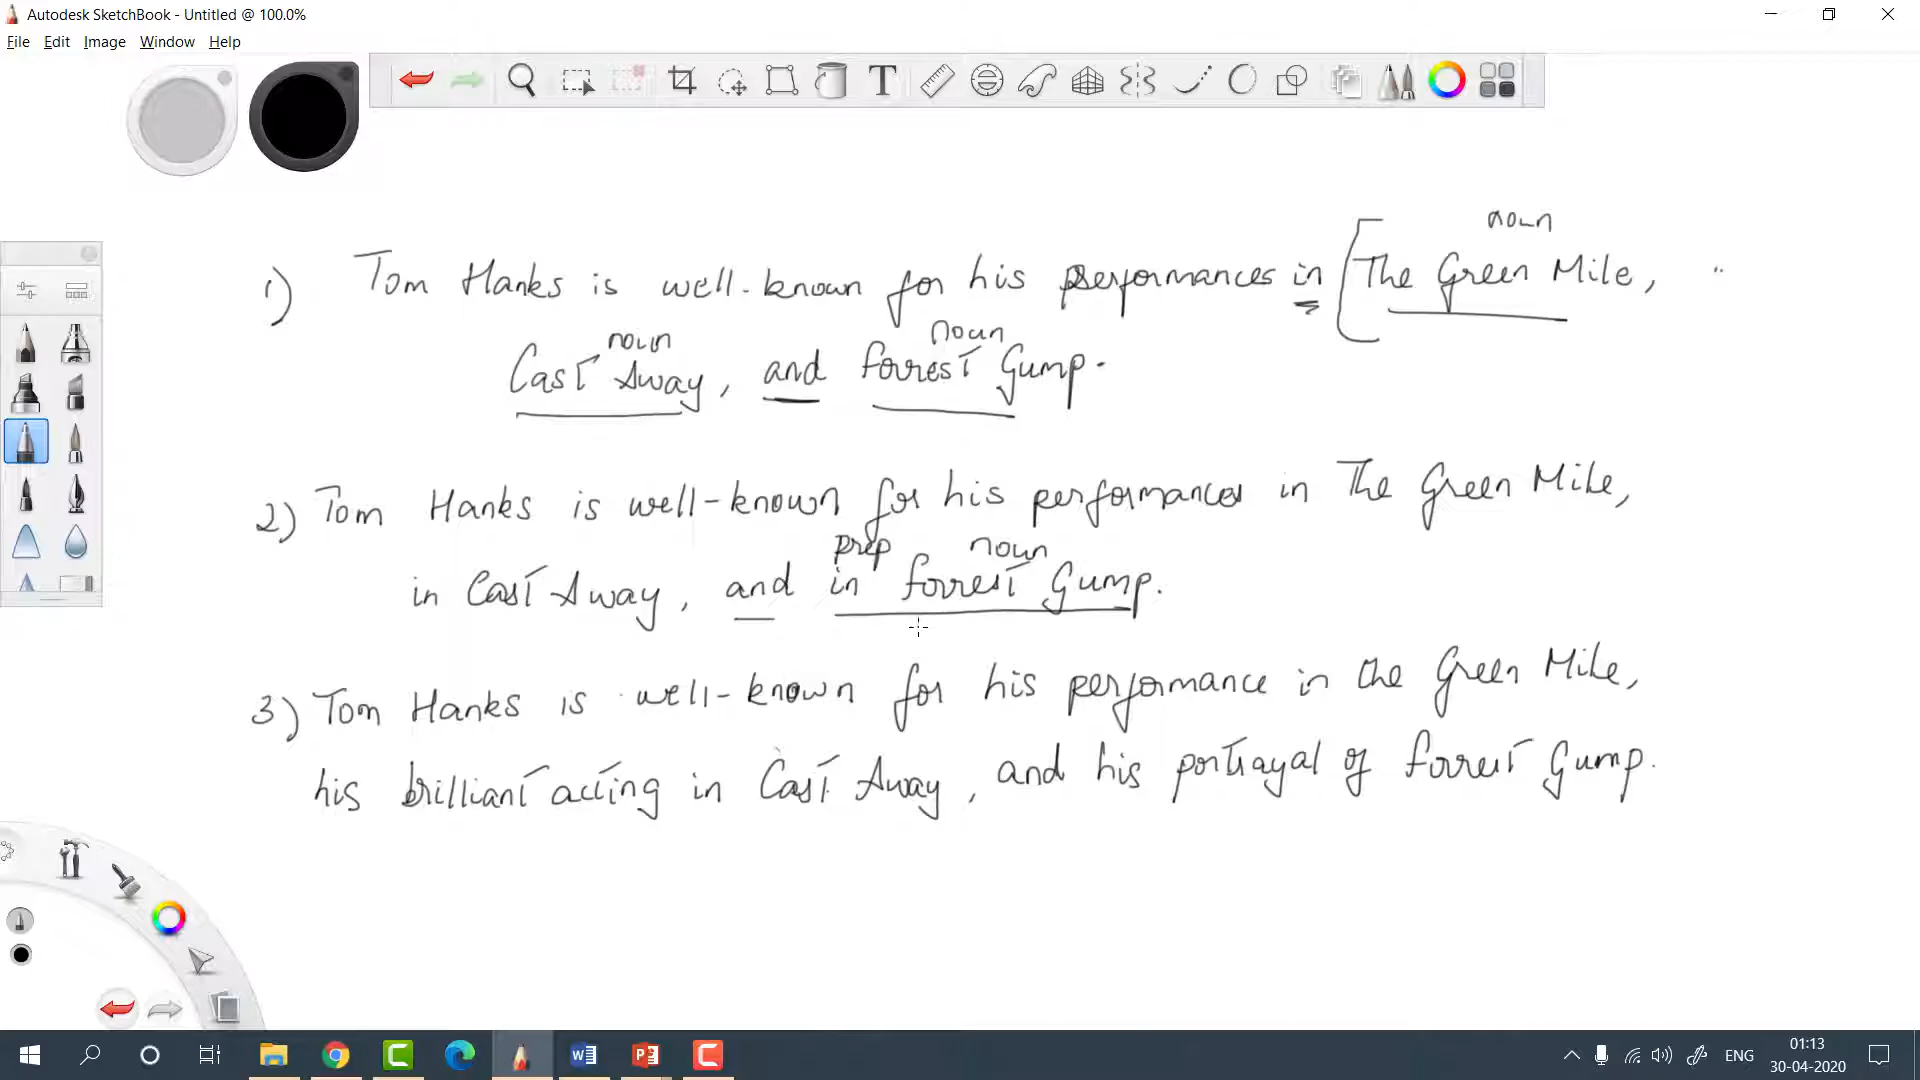 Autodesk SketchBook - Untitled @ 100.0%
File Edit Image Window Help
noun
1) Tom Hanks is well-known for his performances in [The Green Mile,
noun noun
Cast Away, and Forrest Gump.
2) Tom Hanks is well-known for his performances in The Green Mile,
prep noun
in Cast Away, and in Forrest Gump.
3) Tom Hanks is well-known for his performance in the Green Mile,
his brilliant acting in Cast Away, and his portrayal of Forrest Gump.
ENG 01:13
30-04-2020